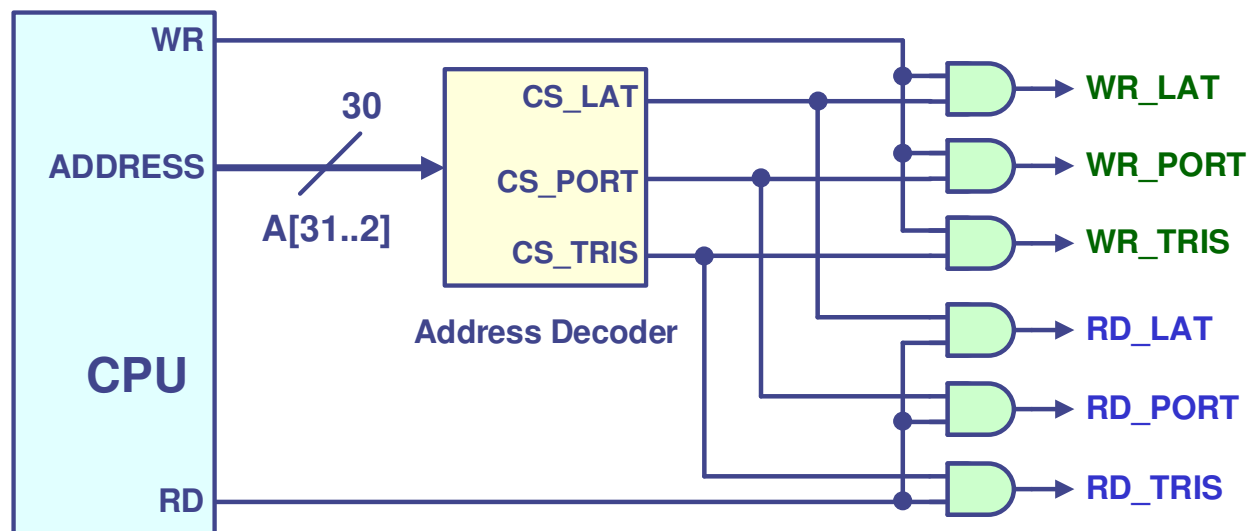 WR
ADDRESS
CPU
RD
30
A[31..2]
CS_LAT
CS_PORT
CS_TRIS
Address Decoder
WR_LAT
WR_PORT
WR_TRIS
RD_LAT
RD_PORT
RD_TRIS